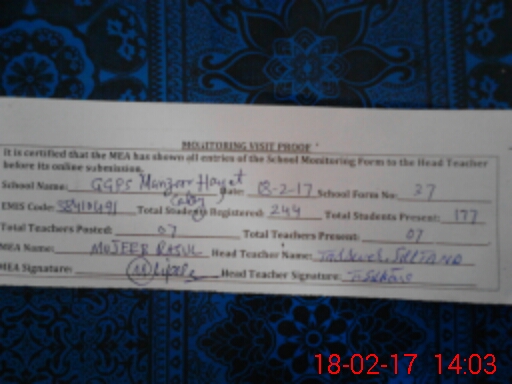 MONITORING VISIT PROOF
It is certified that the MEA has shown all entries of the School Monitoring Form to the Head Teacher
before its online submission.
School Name: GGPS Manzoor Hayat Date: 18-2-17 School Form No: 37
Colony
EMIS Code: Total Students Registered: 244 Total Students Present: 177
Total Teachers Posted: 07 Total Teachers Present: 07
MEA Name: MUJEEB RASUL Head Teacher Name: SULTANA
MEA Signature: Head Teacher Signature:
18-02-17 14:03